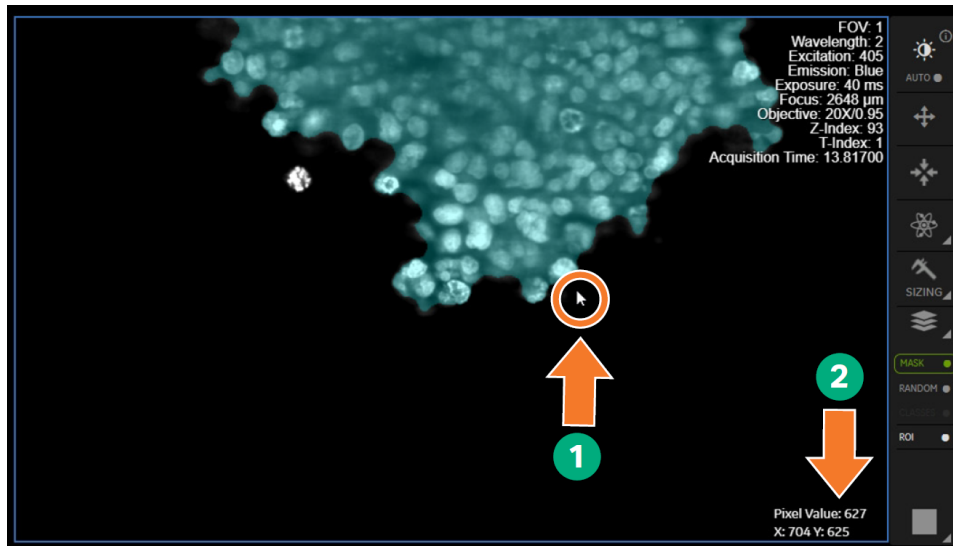 FOV: 1
Wavelength: 2
Excitation: 405
Emission: Blue
Exposure: 40 ms
Focus: 2648 µm
Objective: 20X/0.95
Z-Index: 93
T-Index: 1
Acquisition Time: 13.81700
AUTO
SIZING
MASK
RANDOM
CLASSES
ROI
1
2
Pixel Value: 627
X: 704 Y: 625